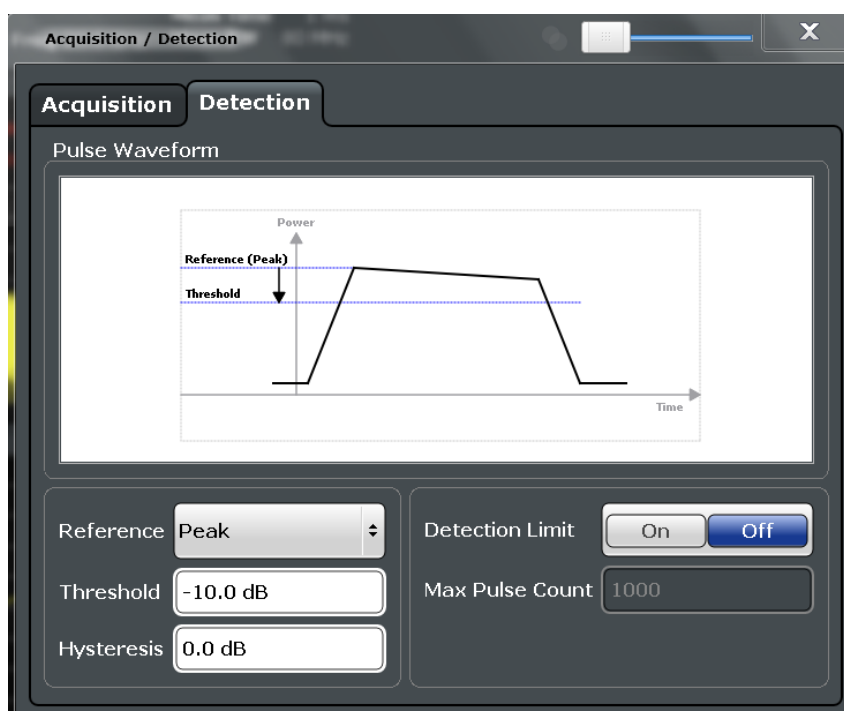 Acquisition / Detection
X
Acquisition Detection
Pulse Waveform
Power
Reference (Peak)
Threshold
Time
Reference Peak
Detection Limit On Off
Threshold -10.0 dB
Max Pulse Count 1000
Hysteresis 0.0 dB